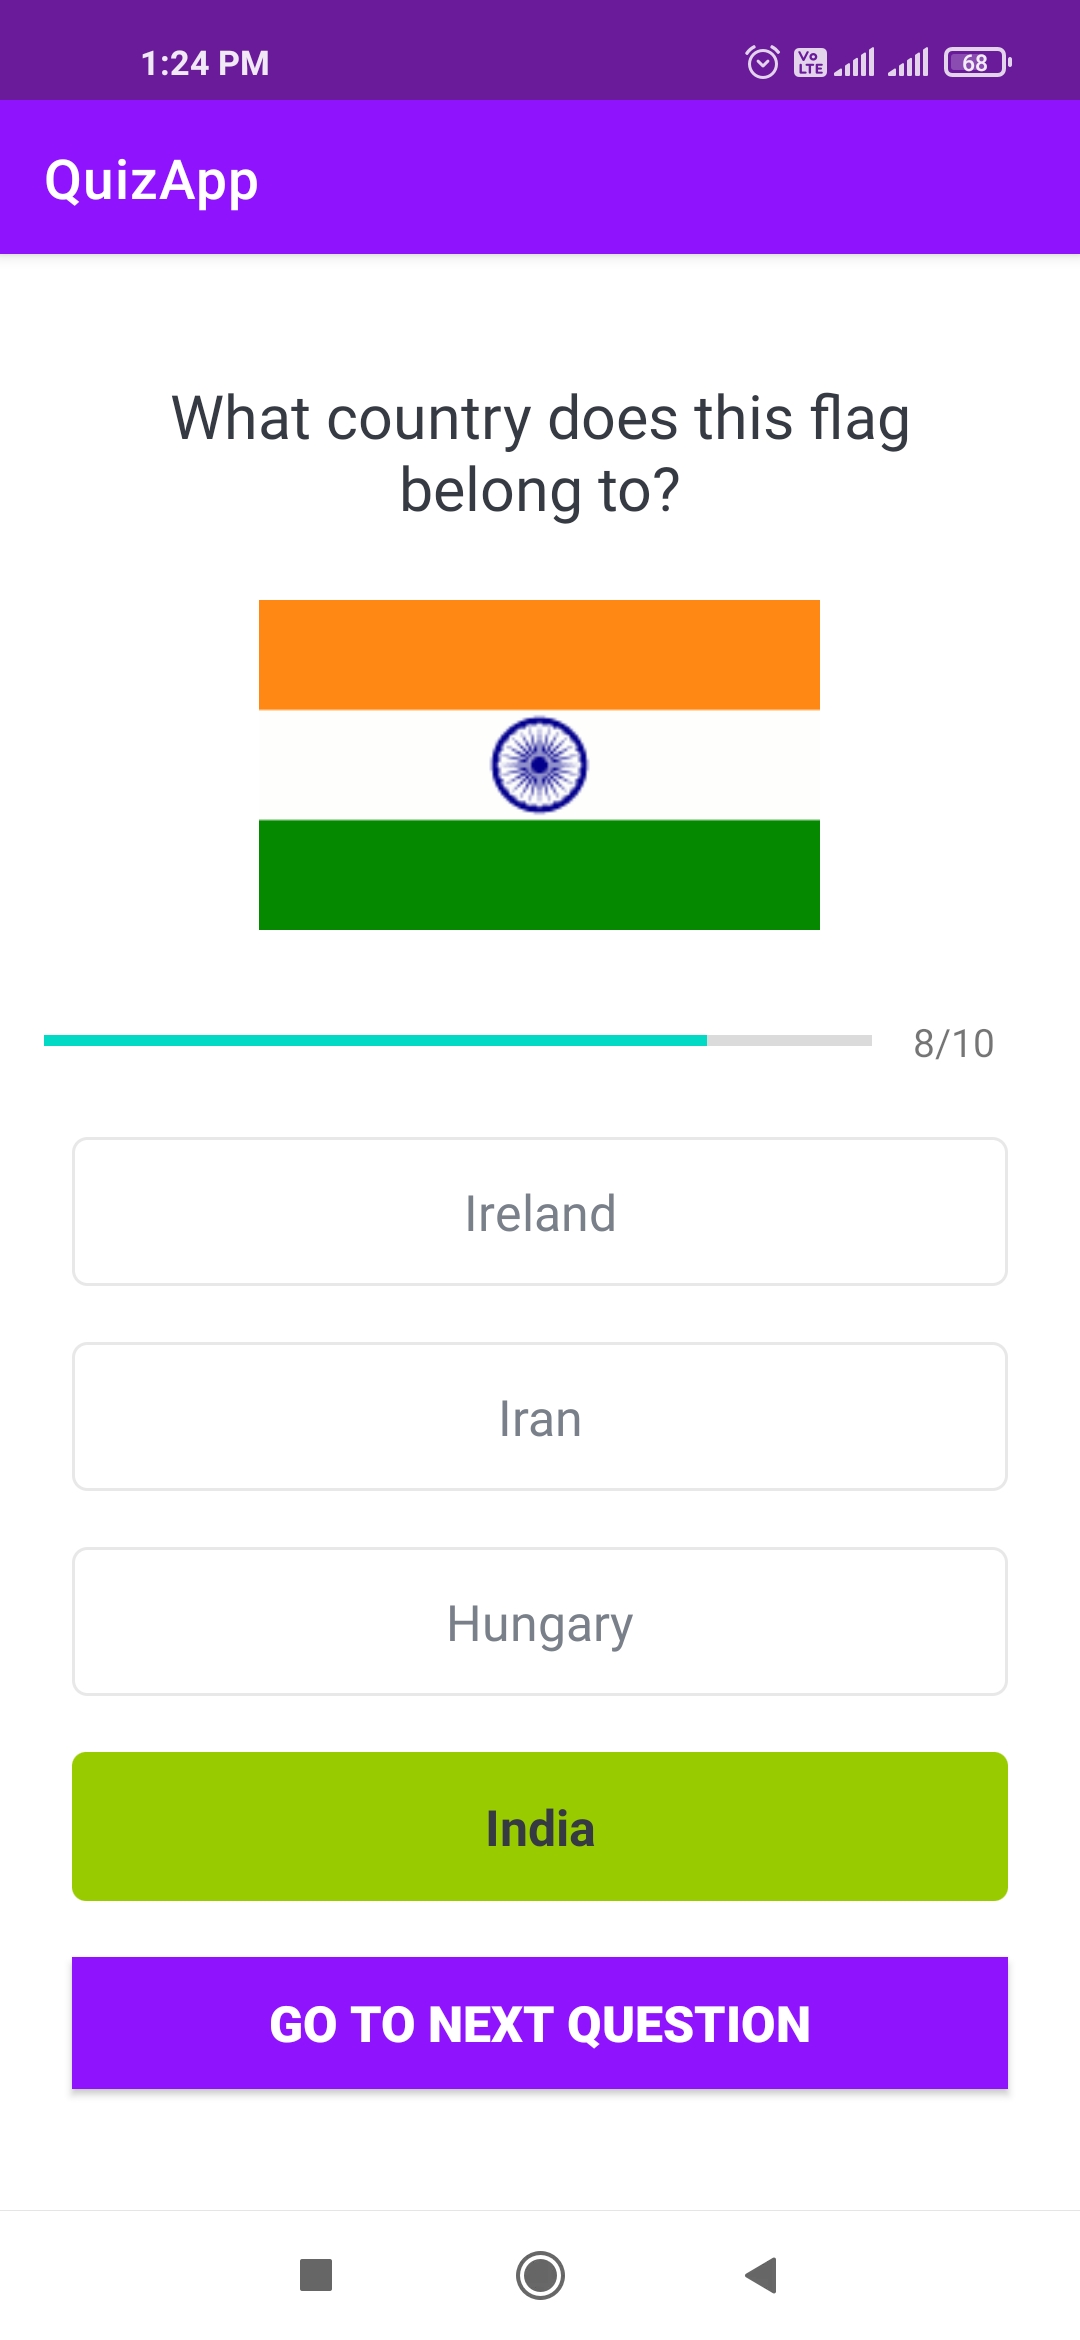 1:24 PM
Vo LTE
68
QuizApp
What country does this flag
belong to?
8/10
Ireland
Iran
Hungary
India
GO TO NEXT QUESTION